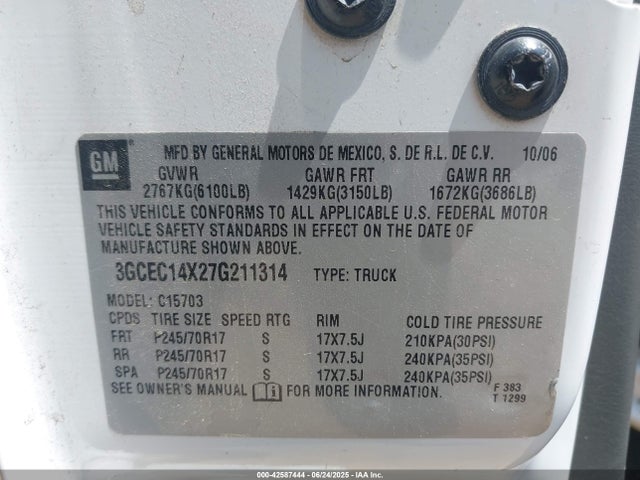 GM
MFD BY GENERAL MOTORS DE MEXICO, S. DE R.L. DE C.V. 10/06
GVWR GAWR FRT GAWR RR
2767KG(6100LB) 1429KG(3150LB) 1672KG(3686LB)
THIS VEHICLE CONFORMS TO ALL APPLICABLE U.S. FEDERAL MOTOR
VEHICLE SAFETY STANDARDS IN EFFECT ON THE DATE OF
MANUFACTURE SHOWN ABOVE.
3GCEC14X27G211314 TYPE: TRUCK
MODEL: C15703
CPDS TIRE SIZE SPEED RTG RIM COLD TIRE PRESSURE
FRT P245/70R17 S 17X7.5J 210KPA(30PSI)
RR P245/70R17 S 17X7.5J 240KPA(35PSI)
SPA P245/70R17 S 17X7.5J 240KPA(35PSI)
SEE OWNER'S MANUAL FOR MORE INFORMATION.
F 383
T 1299
000-42587444 - 06/24/2025 - IAAI.COM